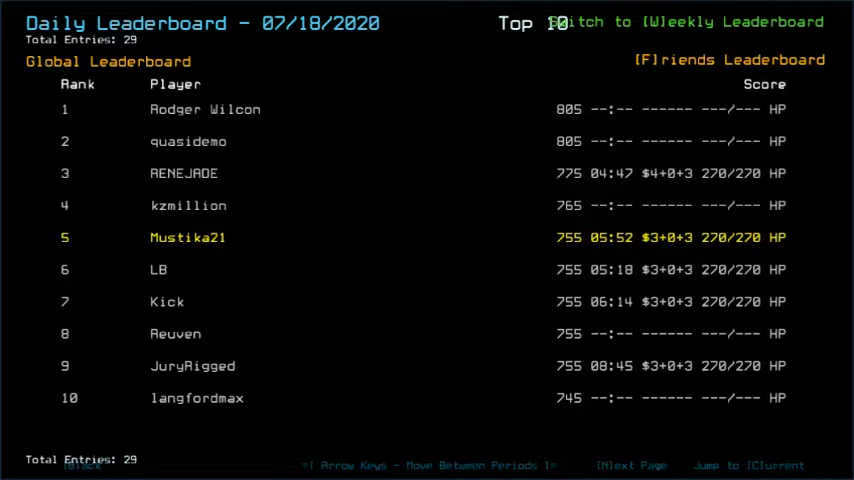 Daily Leaderboard - 07/18/2020 Top 10 Switch to [W]eekly Leaderboard
Total Entries: 29
Global Leaderboard [F]riends Leaderboard
Rank Player Score
1 Rodger Wilcon 805 --:-- ------ ---/--- HP
2 quasidemo 805 --:-- ------ ---/--- HP
3 RENEJADE 775 04:47 $4+0+3 270/270 HP
4 kzmillion 765 --:-- ------ ---/--- HP
5 Mustika21 755 05:52 $3+0+3 270/270 HP
6 LB 755 05:18 $3+0+3 270/270 HP
7 Kick 755 06:14 $3+0+3 270/270 HP
8 Reuven 755 --:-- ------ ---/--- HP
9 JuryRigged 755 08:45 $3+0+3 270/270 HP
10 langfordmax 745 --:-- ------ ---/--- HP
Total Entries: 29
[B]ack =[ Arrow Keys - Move Between Periods ]= [N]ext Page Jump to [C]urrent